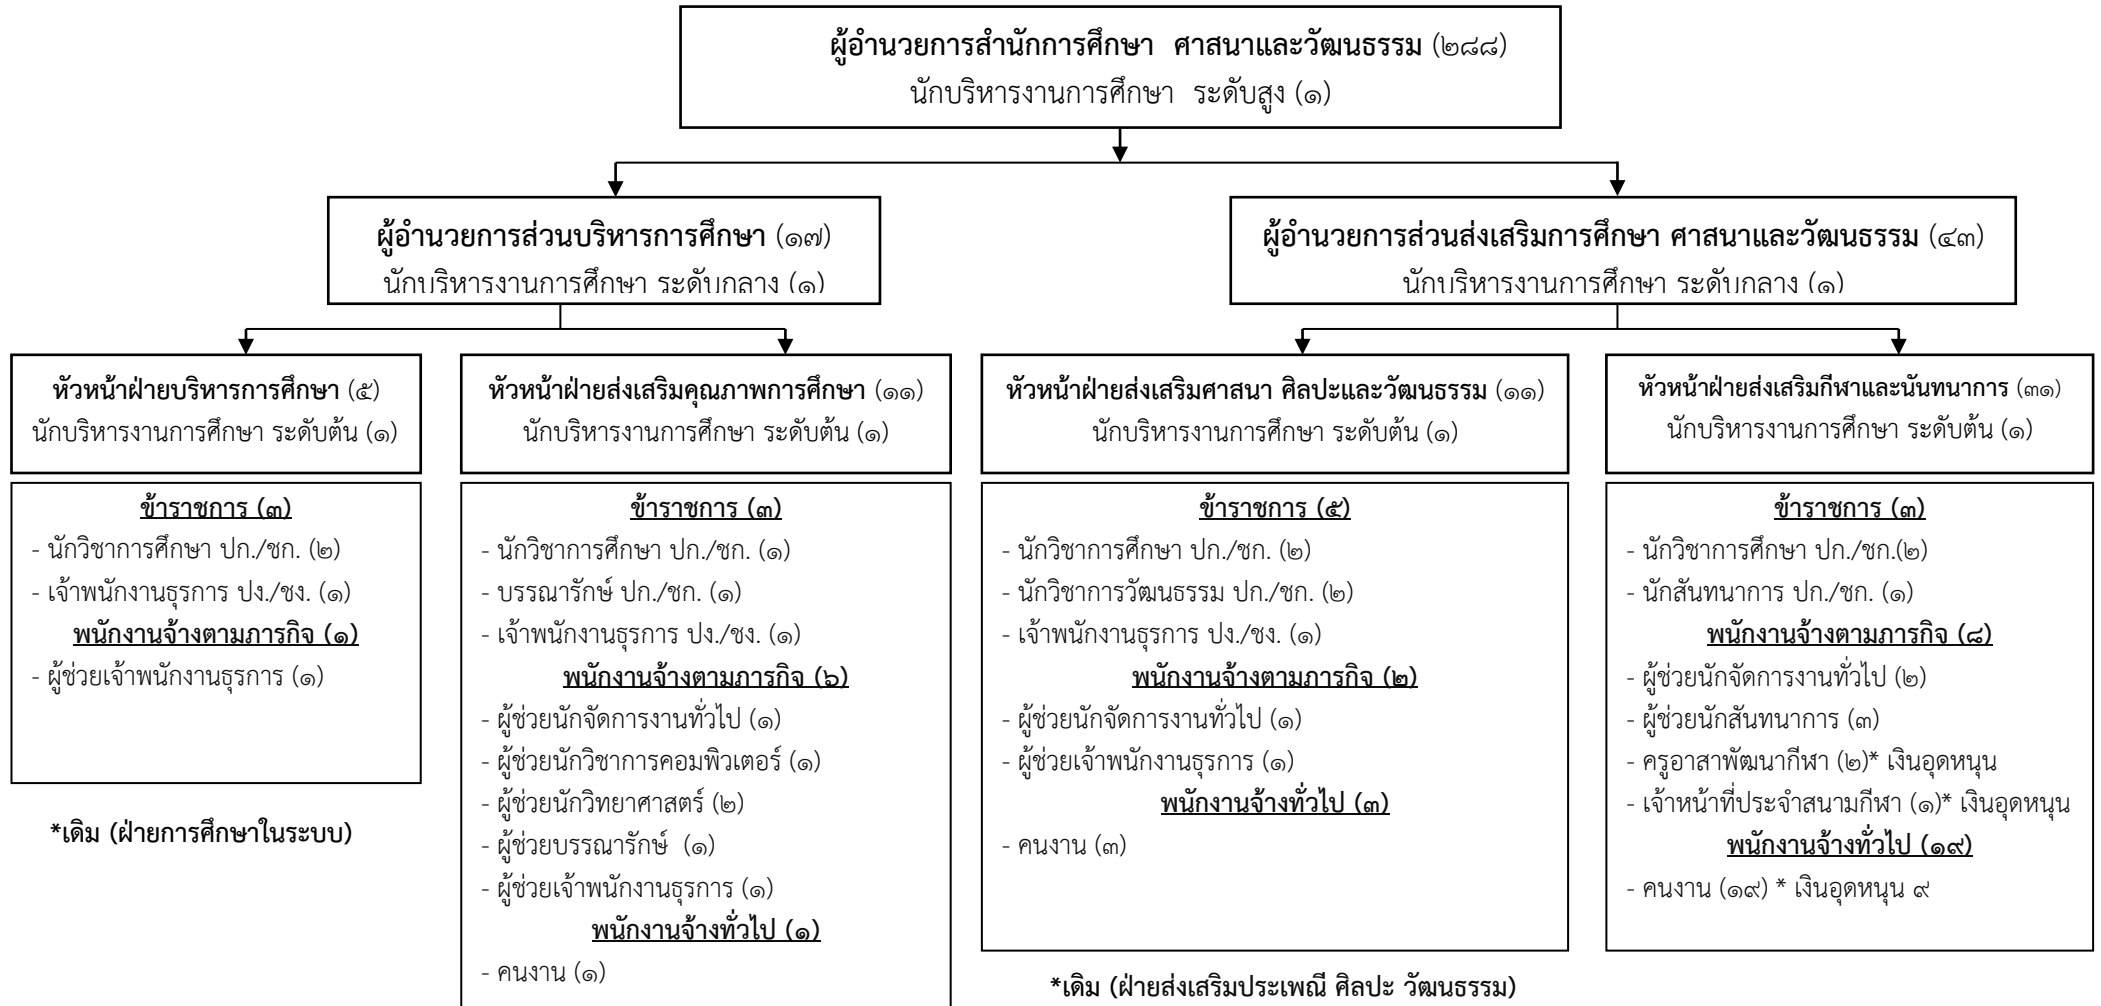 ผู้อำนวยการสำนักการศึกษา ศาสนาและวัฒนธรรม (๒๘๘)
นักบริหารงานการศึกษา ระดับสูง (๑)
ผู้อำนวยการส่วนบริหารการศึกษา (๑๗)
นักบริหารงานการศึกษา ระดับกลาง (๑)
ผู้อำนวยการส่วนส่งเสริมการศึกษา ศาสนาและวัฒนธรรม (๔๓)
นักบริหารงานการศึกษา ระดับกลาง (๑)
หัวหน้าฝ่ายบริหารการศึกษา (๕)
นักบริหารงานการศึกษา ระดับต้น (๑)
ข้าราชการ (๓)
- นักวิชาการศึกษา ปก./ชก. (๒)
- เจ้าพนักงานธุรการ ปง./ชง. (๑)
พนักงานจ้างตามภารกิจ (๑)
- ผู้ช่วยเจ้าพนักงานธุรการ (๑)
*เดิม (ฝ่ายการศึกษาในระบบ)
หัวหน้าฝ่ายส่งเสริมคุณภาพการศึกษา (๑๑)
นักบริหารงานการศึกษา ระดับต้น (๑)
ข้าราชการ (๓)
- นักวิชาการศึกษา ปก./ชก. (๑)
- บรรณารักษ์ ปก./ชก. (๑)
- เจ้าพนักงานธุรการ ปง./ชง. (๑)
พนักงานจ้างตามภารกิจ (๖)
- ผู้ช่วยนักจัดการงานทั่วไป (๑)
- ผู้ช่วยนักวิชาการคอมพิวเตอร์ (๑)
- ผู้ช่วยนักวิทยาศาสตร์ (๒)
- ผู้ช่วยบรรณารักษ์ (๑)
- ผู้ช่วยเจ้าพนักงานธุรการ (๑)
พนักงานจ้างทั่วไป (๑)
- คนงาน (๑)
หัวหน้าฝ่ายส่งเสริมศาสนา ศิลปะและวัฒนธรรม (๑๑)
นักบริหารงานการศึกษา ระดับต้น (๑)
ข้าราชการ (๕)
- นักวิชาการศึกษา ปก./ชก. (๒)
- นักวิชาการวัฒนธรรม ปก./ชก. (๒)
- เจ้าพนักงานธุรการ ปง./ชง. (๑)
พนักงานจ้างตามภารกิจ (๒)
- ผู้ช่วยนักจัดการงานทั่วไป (๑)
- ผู้ช่วยเจ้าพนักงานธุรการ (๑)
พนักงานจ้างทั่วไป (๓)
- คนงาน (๓)
*เดิม (ฝ่ายส่งเสริมประเพณี ศิลปะ วัฒนธรรม)
หัวหน้าฝ่ายส่งเสริมกีฬาและนันทนาการ (๓๑)
นักบริหารงานการศึกษา ระดับต้น (๑)
ข้าราชการ (๓)
- นักวิชาการศึกษา ปก./ชก.(๒)
- นักสันทนาการ ปก./ชก. (๑)
พนักงานจ้างตามภารกิจ (๘)
- ผู้ช่วยนักจัดการงานทั่วไป (๒)
- ผู้ช่วยนักสันทนาการ (๓)
- ครูอาสาพัฒนากีฬา (๒)* เงินอุดหนุน
- เจ้าหน้าที่ประจำสนามกีฬา (๑)* เงินอุดหนุน
พนักงานจ้างทั่วไป (๑๙)
- คนงาน (๑๙) * เงินอุดหนุน ๙